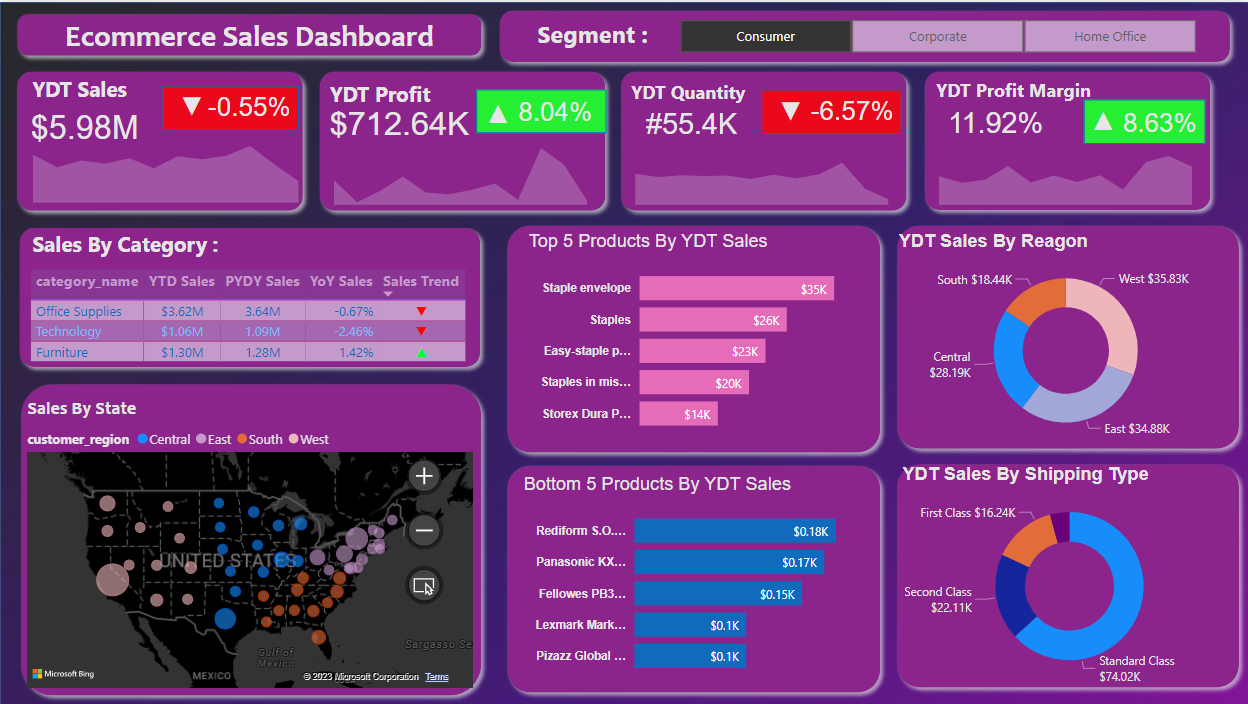 Ecommerce Sales Dashboard
Segment :
Consumer
Corporate
Home Office
YDT Sales
▼ -0.55%
$5.98M
YDT Profit
▲ 8.04%
$712.64K
YDT Quantity
▼ -6.57%
#55.4K
YDT Profit Margin
▲ 8.63%
11.92%
Sales By Category :
category_name YTD Sales PYDY Sales YoY Sales Sales Trend
Office Supplies $3.62M 3.64M -0.67% ▼
Technology $1.06M 1.09M -2.46% ▼
Furniture $1.30M 1.28M 1.42% ▲
Sales By State
customer_region Central East South West
UNITED STATES
Gulf of
Mexico
MEXICO
Sargasso Se
Microsoft Bing
© 2023 Microsoft Corporation Terms
Top 5 Products By YDT Sales
Staple envelope $35K
Staples $26K
Easy-staple p... $23K
Staples in mis... $20K
Storex Dura P... $14K
Bottom 5 Products By YDT Sales
Rediform S.O.... $0.18K
Panasonic KX... $0.17K
Fellowes PB3... $0.15K
Lexmark Mark... $0.1K
Pizazz Global ... $0.1K
YDT Sales By Reagon
South $18.44K
West $35.83K
Central
$28.19K
East $34.88K
YDT Sales By Shipping Type
First Class $16.24K
Second Class
$22.11K
Standard Class
$74.02K